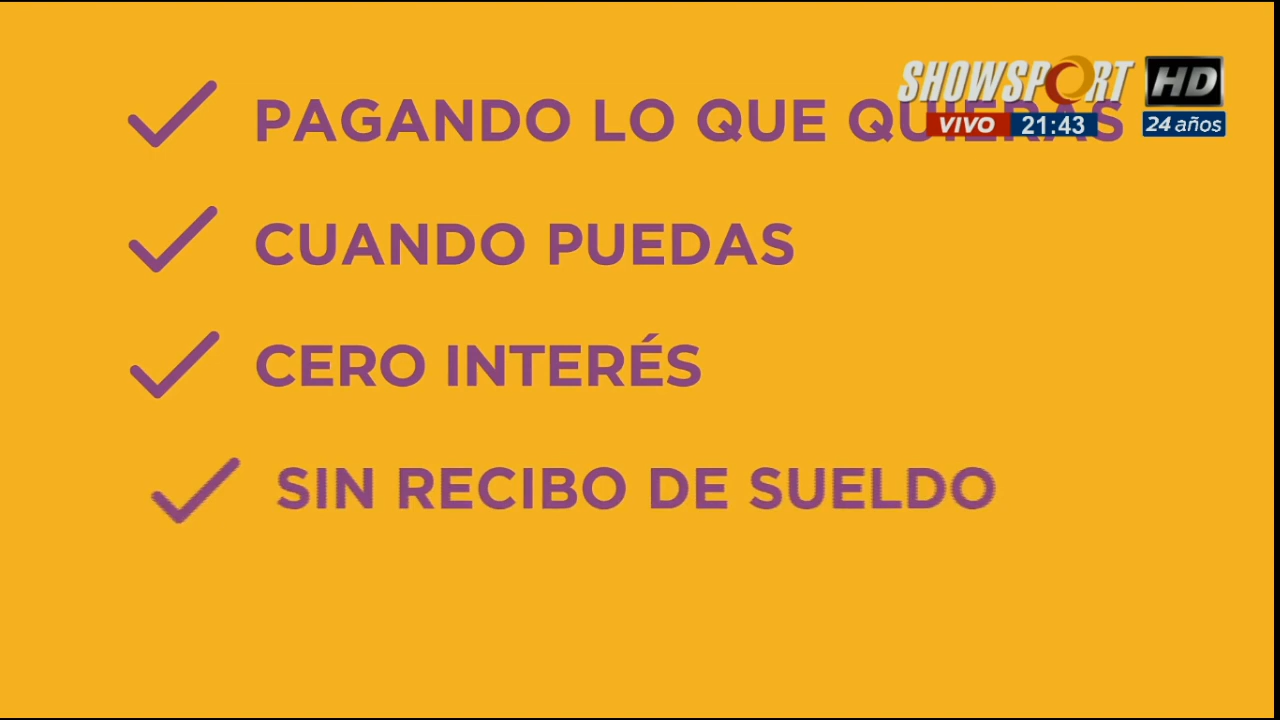 SHOWSPORT HD
PAGANDO LO QUE QUIERAS
VIVO 21:43 24 años
CUANDO PUEDAS
CERO INTERÉS
SIN RECIBO DE SUELDO